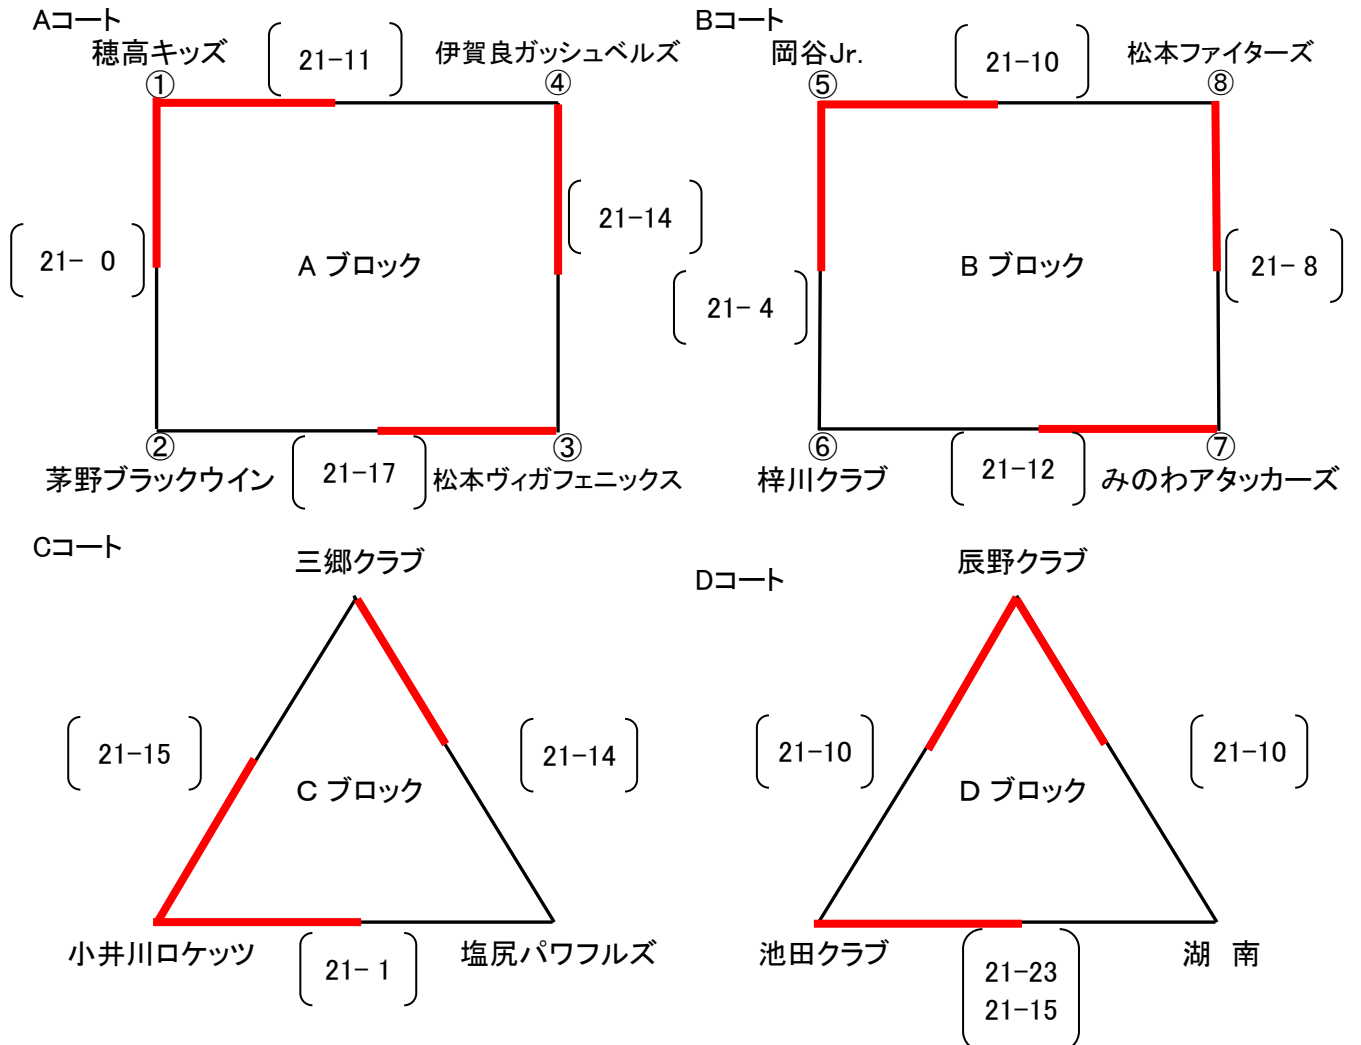 Aコート
穂高キッズ
21-11
伊賀良ガッシュベルズ
①
④
21- 0
A ブロック
21-14
②
③
茅野ブラックウイン
21-17
松本ヴィガフェニックス
Bコート
岡谷Jr.
21-10
松本ファイターズ
⑤
⑧
21- 4
B ブロック
21- 8
⑥
⑦
梓川クラブ
21-12
みのわアタッカーズ
Cコート
三郷クラブ
21-15
C ブロック
21-14
小井川ロケッツ
21- 1
塩尻パワフルズ
Dコート
辰野クラブ
21-10
D ブロック
21-10
池田クラブ
21-23
21-15
湖 南